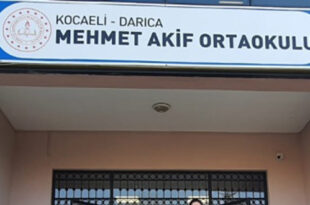 KOCAELİ - DARICA
MEHMET AKİF ORTAOKULU